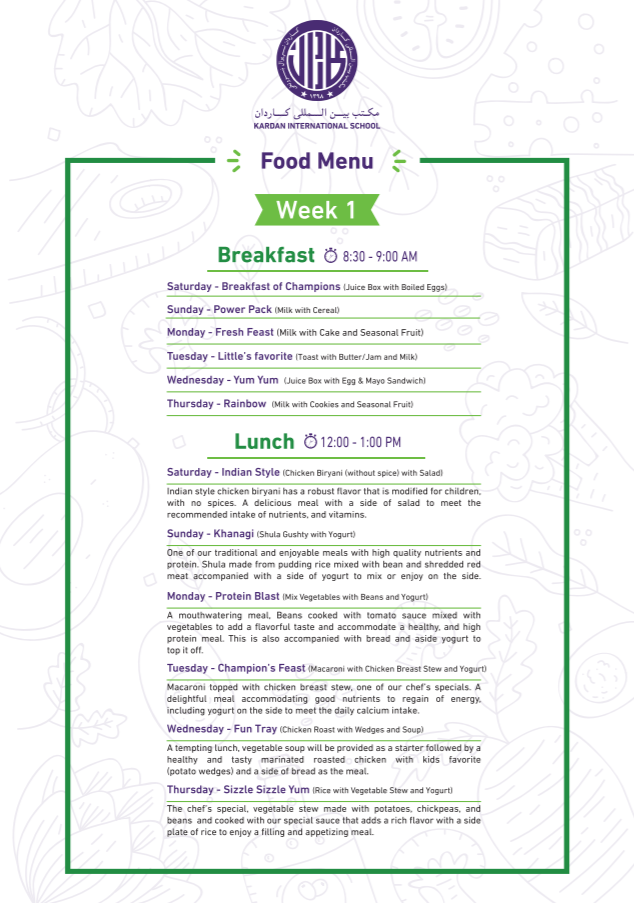 ۱۳۹۸
مکتب بیـــن الـــمللی کـــاردان
KARDAN INTERNATIONAL SCHOOL
Food Menu
Week 1
Breakfast 8:30 - 9:00 AM
Saturday - Breakfast of Champions (Juice Box with Boiled Eggs)
Sunday - Power Pack (Milk with Cereal)
Monday - Fresh Feast (Milk with Cake and Seasonal Fruit)
Tuesday - Little's favorite (Toast with Butter/Jam and Milk)
Wednesday - Yum Yum (Juice Box with Egg & Mayo Sandwich)
Thursday - Rainbow (Milk with Cookies and Seasonal Fruit)
Lunch 12:00 - 1:00 PM
Saturday - Indian Style (Chicken Biryani (without spice) with Salad)
Indian style chicken biryani has a robust flavor that is modified for children,
with no spices. A delicious meal with a side of salad to meet the
recommended intake of nutrients, and vitamins.
Sunday - Khanagi (Shula Gushty with Yogurt)
One of our traditional and enjoyable meals with high quality nutrients and
protein. Shula made from pudding rice mixed with bean and shredded red
meat accompanied with a side of yogurt to mix or enjoy on the side.
Monday - Protein Blast (Mix Vegetables with Beans and Yogurt)
A mouthwatering meal, Beans cooked with tomato sauce mixed with
vegetables to add a flavorful taste and accommodate a healthy, and high
protein meal. This is also accompanied with bread and aside yogurt to
top it off.
Tuesday - Champion's Feast (Macaroni with Chicken Breast Stew and Yogurt)
Macaroni topped with chicken breast stew, one of our chef's specials. A
delightful meal accommodating good nutrients to regain of energy,
including yogurt on the side to meet the daily calcium intake.
Wednesday - Fun Tray (Chicken Roast with Wedges and Soup)
A tempting lunch, vegetable soup will be provided as a starter followed by a
healthy and tasty marinated roasted chicken with kids favorite
(potato wedges) and a side of bread as the meal.
Thursday - Sizzle Sizzle Yum (Rice with Vegetable Stew and Yogurt)
The chef's special, vegetable stew made with potatoes, chickpeas, and
beans and cooked with our special sauce that adds a rich flavor with a side
plate of rice to enjoy a filling and appetizing meal.